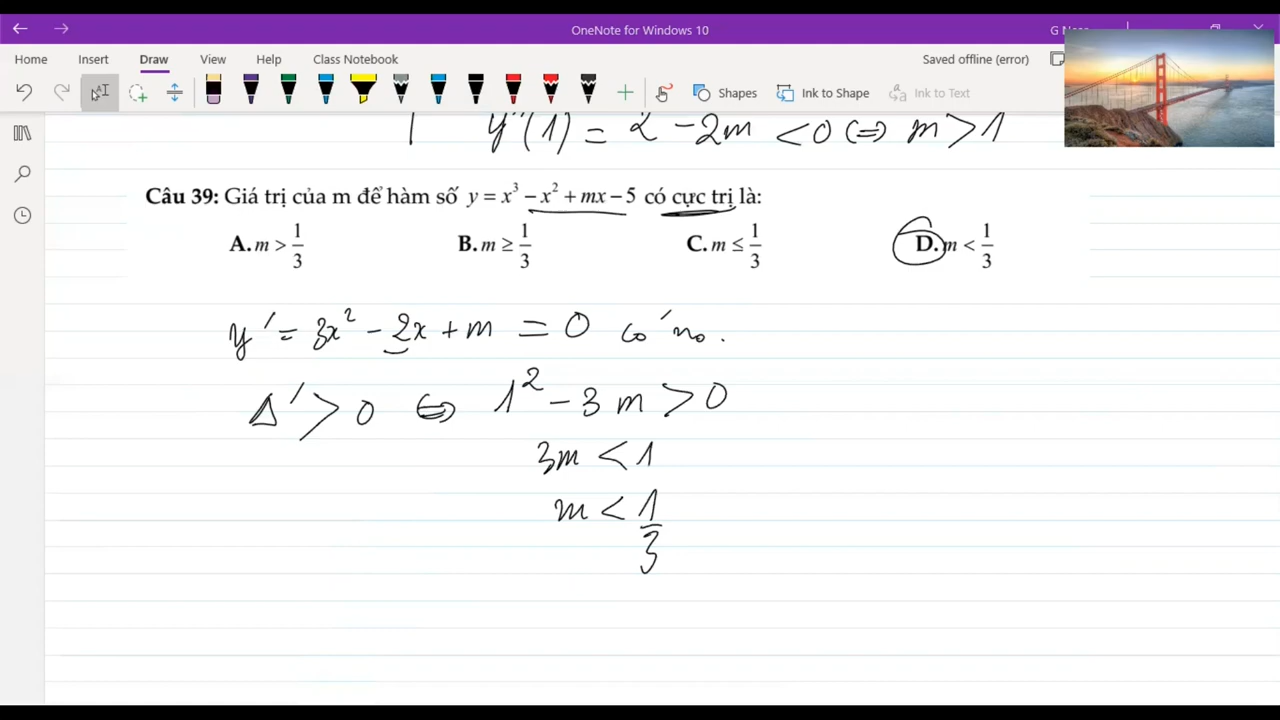 OneNote for Windows 10
Home Insert Draw View Help Class Notebook
Saved offline (error)
Shapes Ink to Shape Ink to Text
y''(1) = 2 - 2m < 0 ⇔ m > 1
Câu 39: Giá trị của m để hàm số y = x³ − x² + mx − 5 có cực trị là:
A. m > 1/3 B. m ≥ 1/3 C. m ≤ 1/3 D. m < 1/3
y' = 3x² - 2x + m = 0 có no.
Δ' > 0 ⇔ 1² - 3m > 0
3m < 1
m < 1/3